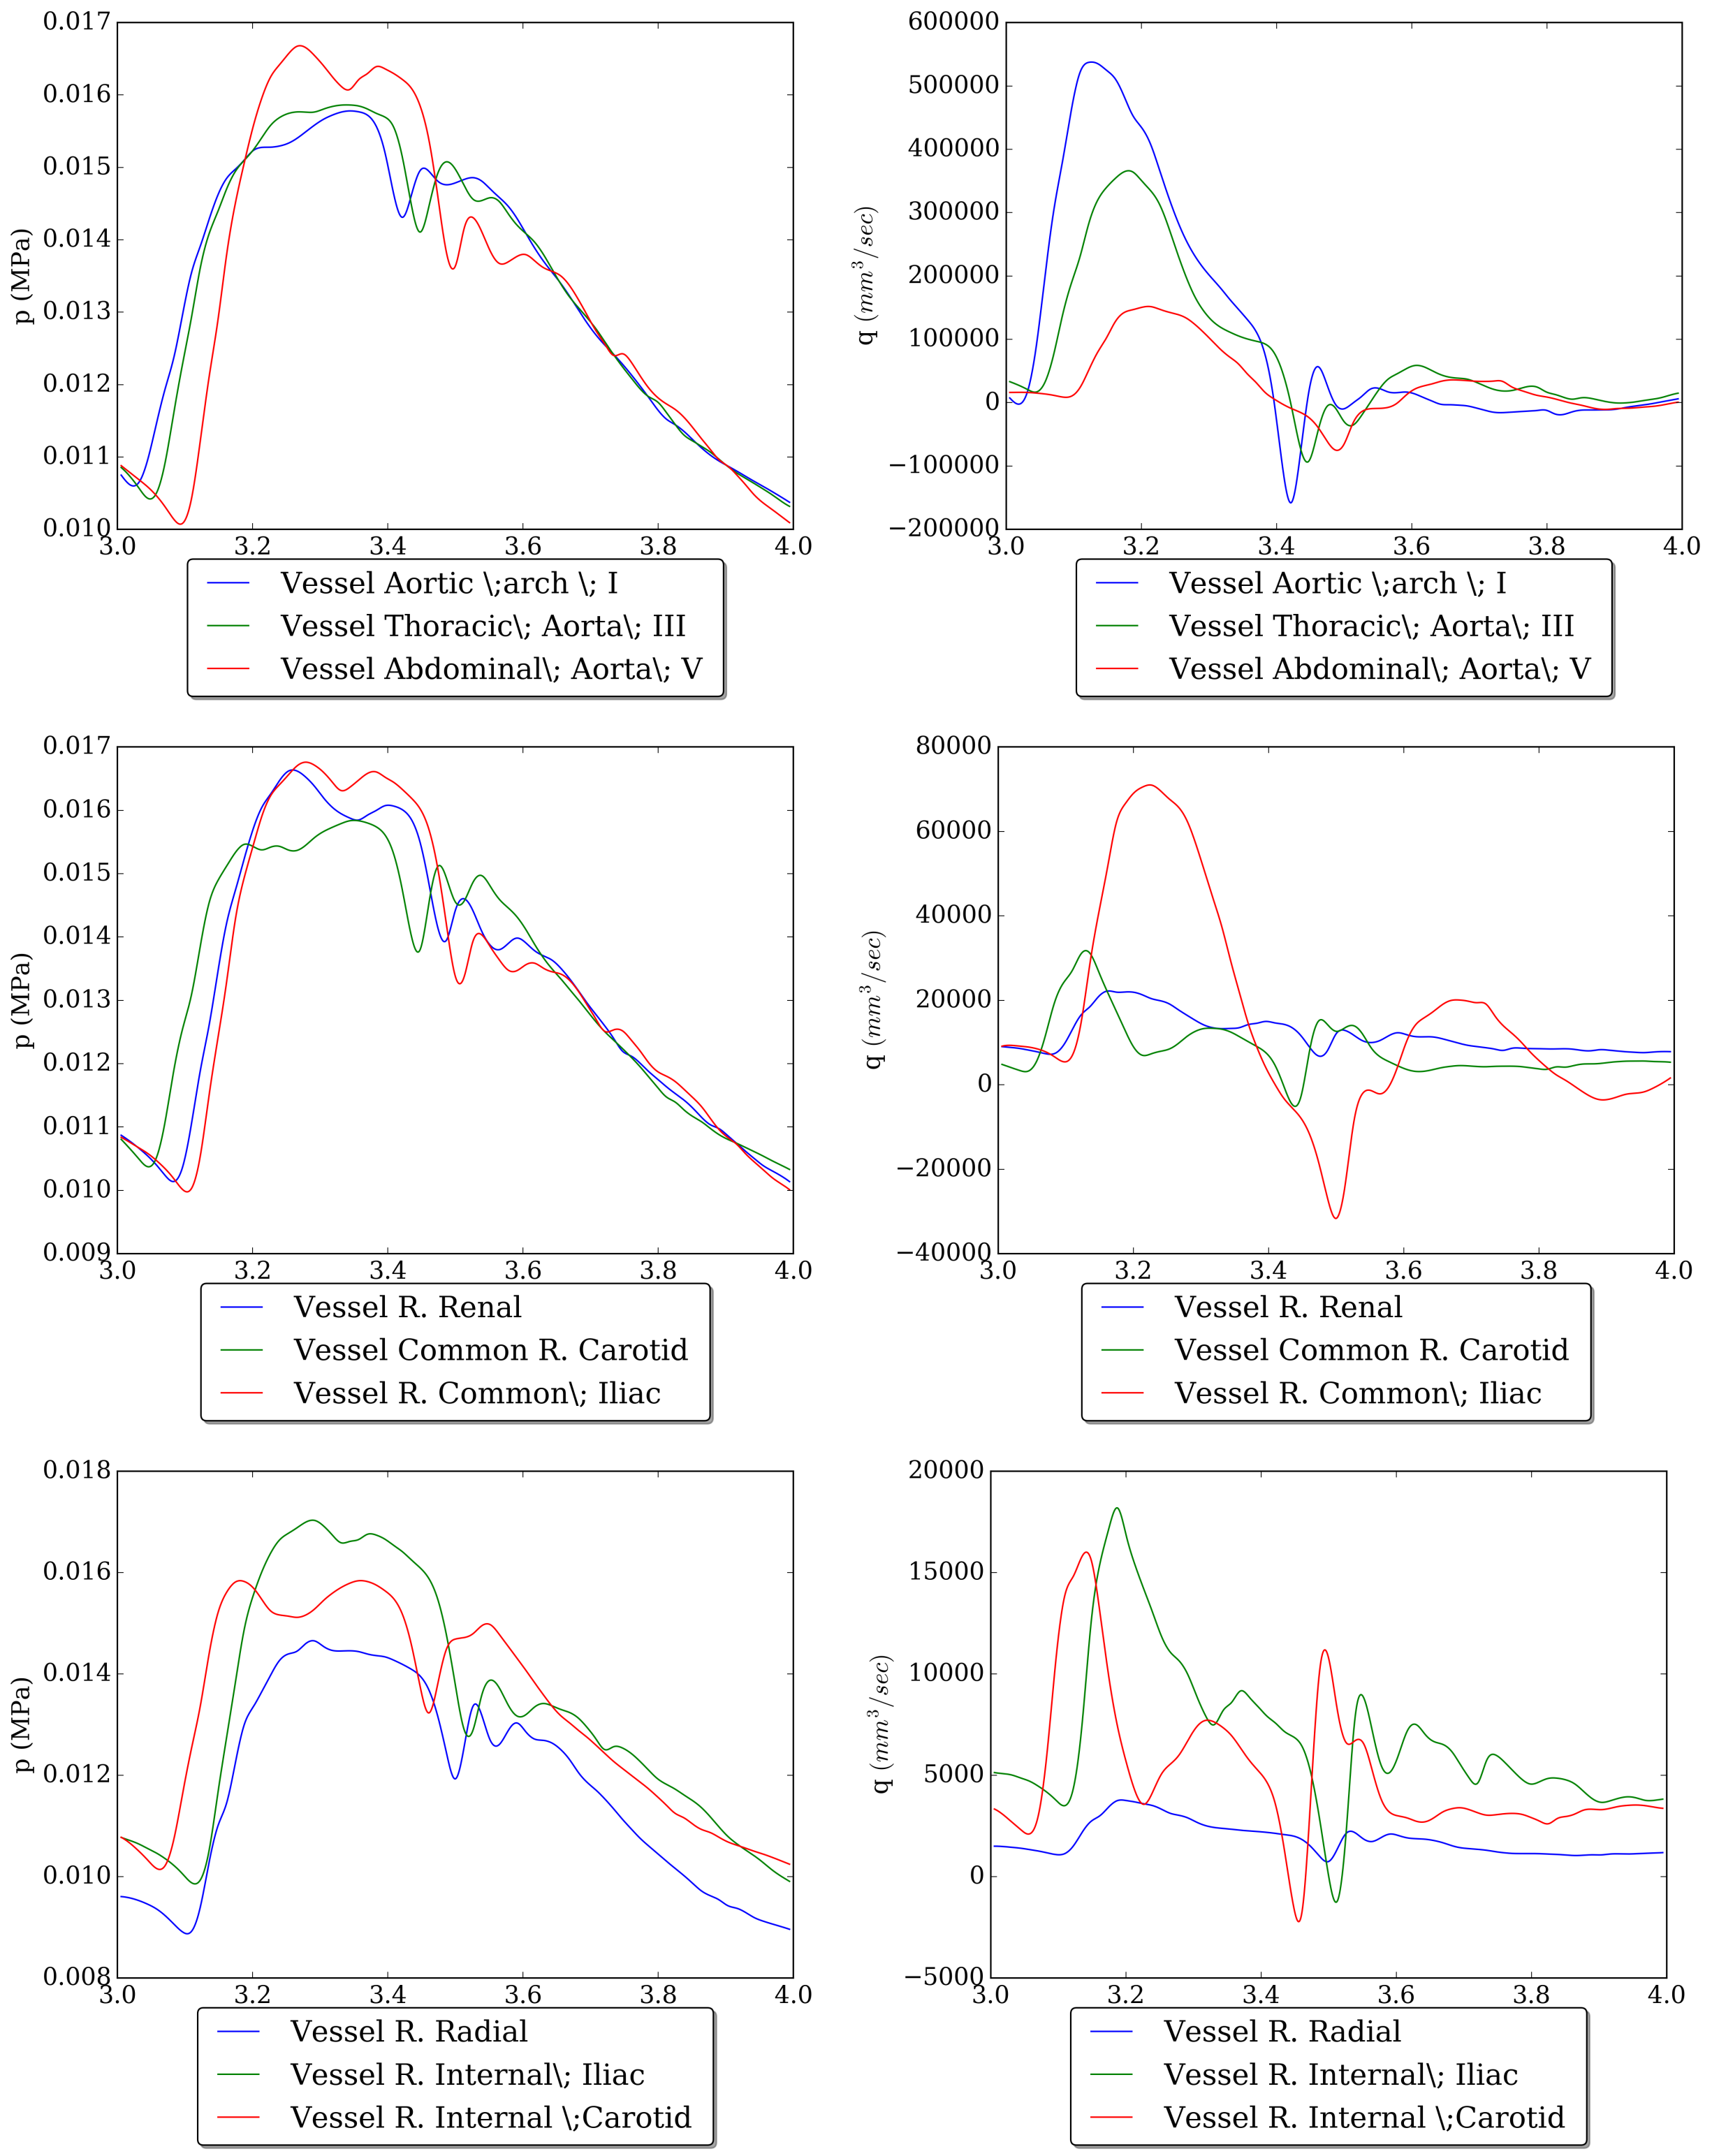 0.017
0.016
0.015
0.014
0.013
0.012
0.011
0.010
p (MPa)
3.0 3.2 3.4 3.6 3.8 4.0
Vessel Aortic \;arch \; I
Vessel Thoracic\; Aorta\; III
Vessel Abdominal\; Aorta\; V
600000
500000
400000
300000
200000
100000
0
−100000
−200000
q (mm³/sec)
3.0 3.2 3.4 3.6 3.8 4.0
Vessel Aortic \;arch \; I
Vessel Thoracic\; Aorta\; III
Vessel Abdominal\; Aorta\; V
0.017
0.016
0.015
0.014
0.013
0.012
0.011
0.010
0.009
p (MPa)
3.0 3.2 3.4 3.6 3.8 4.0
Vessel R. Renal
Vessel Common R. Carotid
Vessel R. Common\; Iliac
80000
60000
40000
20000
0
−20000
−40000
q (mm³/sec)
3.0 3.2 3.4 3.6 3.8 4.0
Vessel R. Renal
Vessel Common R. Carotid
Vessel R. Common\; Iliac
0.018
0.016
0.014
0.012
0.010
0.008
p (MPa)
3.0 3.2 3.4 3.6 3.8 4.0
Vessel R. Radial
Vessel R. Internal\; Iliac
Vessel R. Internal \;Carotid
20000
15000
10000
5000
0
−5000
q (mm³/sec)
3.0 3.2 3.4 3.6 3.8 4.0
Vessel R. Radial
Vessel R. Internal\; Iliac
Vessel R. Internal \;Carotid